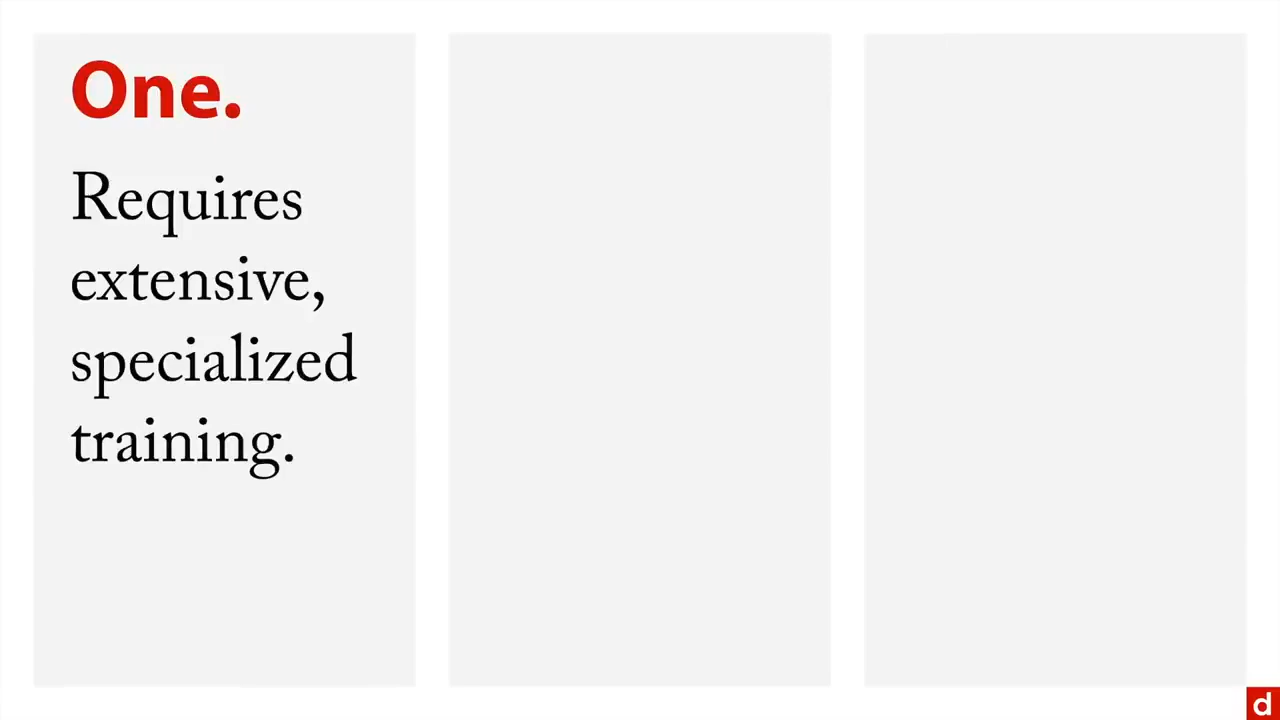 One.
Requires
extensive,
specialized
training.
d